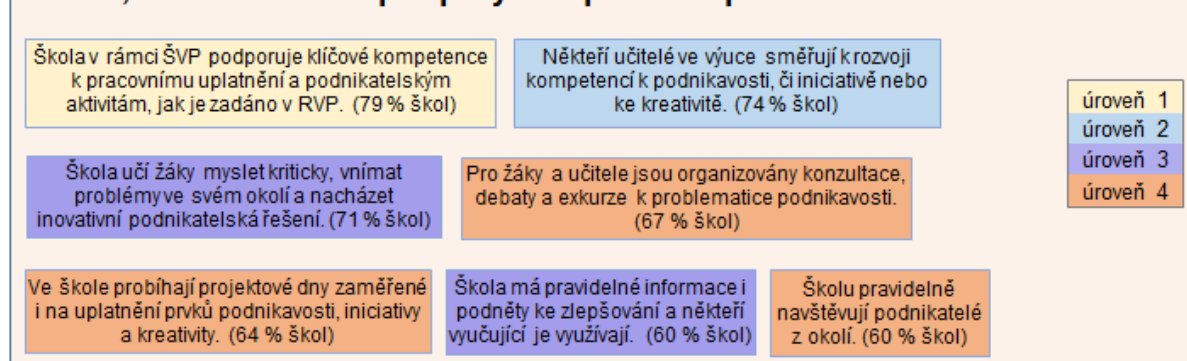 Škola v rámci ŠVP podporuje klíčové kompetence
k pracovnímu uplatnění a podnikatelským
aktivitám, jak je zadáno v RVP. (79 % škol)
Někteří učitelé ve výuce směřují k rozvoji
kompetencí k podnikavosti, či iniciativě nebo
ke kreativitě. (74 % škol)
úroveň 1
úroveň 2
úroveň 3
úroveň 4
Škola učí žáky myslet kriticky, vnímat
problémy ve svém okolí a nacházet
inovativní podnikatelská řešení. (71 % škol)
Pro žáky a učitele jsou organizovány konzultace,
debaty a exkurze k problematice podnikavosti.
(67 % škol)
Ve škole probíhají projektové dny zaměřené
i na uplatnění prvků podnikavosti, iniciativy
a kreativity. (64 % škol)
Škola má pravidelné informace i
podněty ke zlepšování a někteří
vyučující je využívají. (60 % škol)
Školu pravidelně
navštěvují podnikatelé
z okolí. (60 % škol)